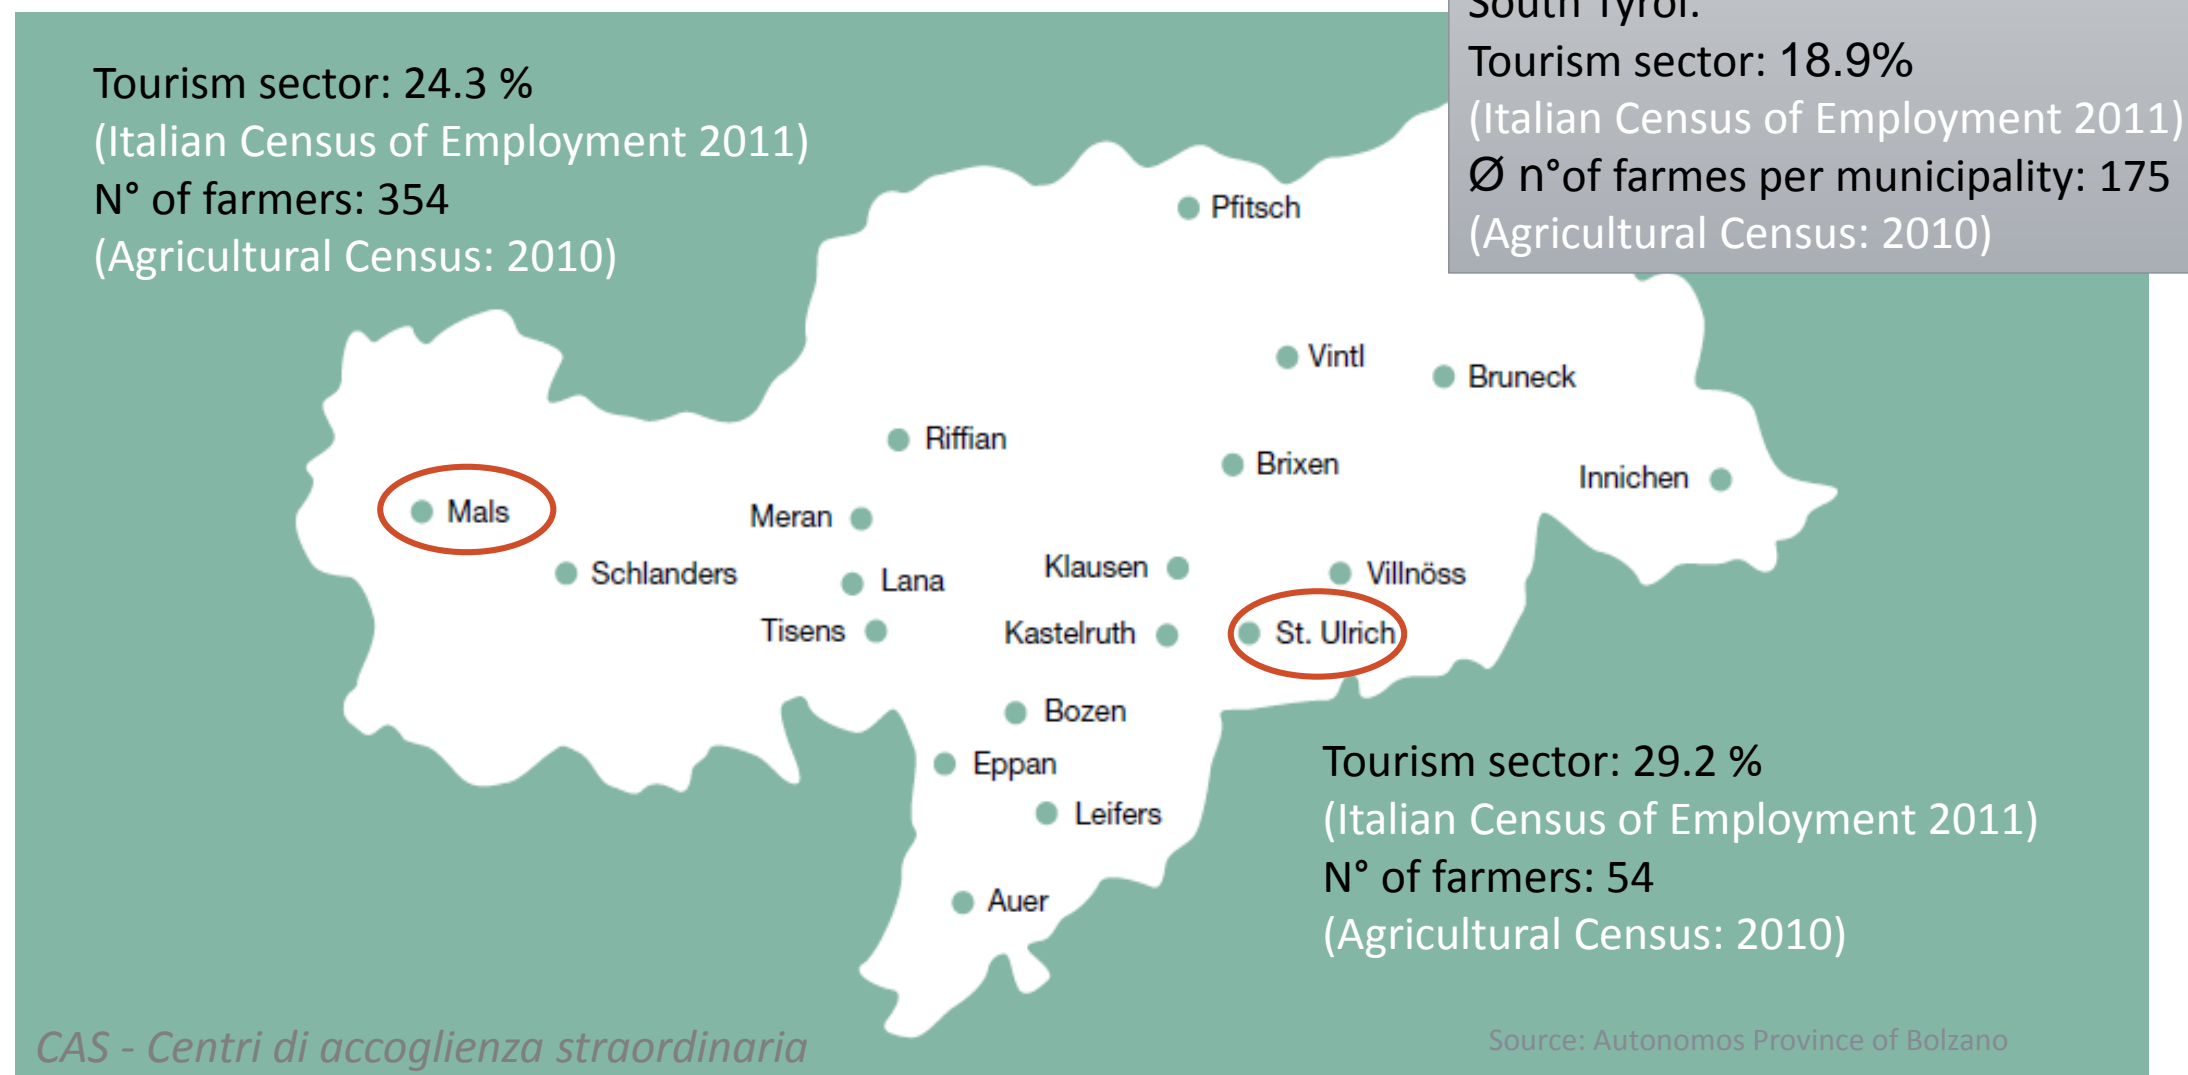 South Tyrol:
Tourism sector: 18.9%
(Italian Census of Employment 2011)
Ø n°of farmes per municipality: 175
(Agricultural Census: 2010)
Tourism sector: 24.3 %
(Italian Census of Employment 2011)
N° of farmers: 354
(Agricultural Census: 2010)
Pfitsch
Vintl
Bruneck
Riffian
Brixen
Innichen
Mals
Meran
Schlanders
Lana
Klausen
Villnöss
Tisens
Kastelruth
St. Ulrich
Bozen
Eppan
Leifers
Auer
Tourism sector: 29.2 %
(Italian Census of Employment 2011)
N° of farmers: 54
(Agricultural Census: 2010)
CAS - Centri di accoglienza straordinaria
Source: Autonomos Province of Bolzano